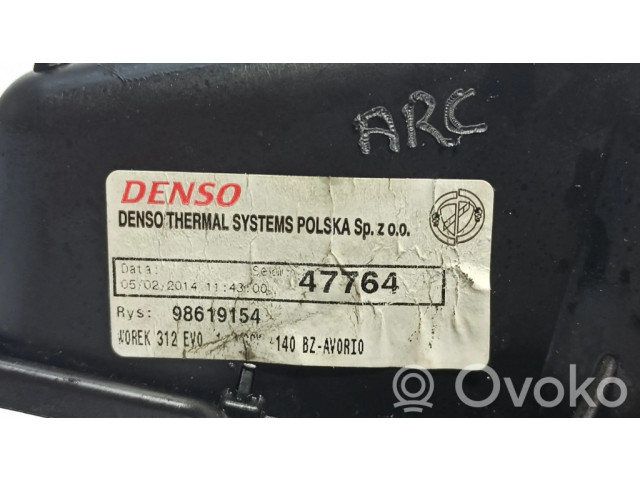 ARC
DENSO
DENSO THERMAL SYSTEMS POLSKA Sp. z o.o.
Data:
05/02/2014 11:43:00
47764
Rys: 98619154
WOREK 312 EVO 140 BZ-AVORIO
Ovoko